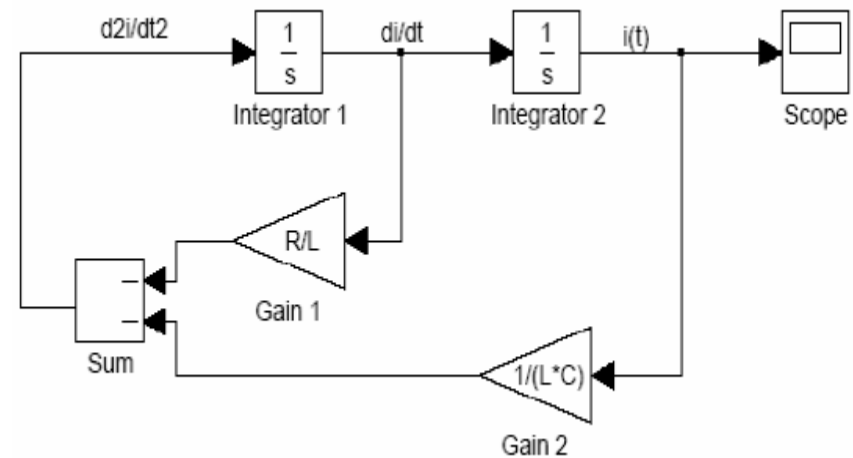 d2i/dt2
1
s
Integrator 1
di/dt
1
s
Integrator 2
i(t)
Scope
R/L
Gain 1
–
–
Sum
1/(L*C)
Gain 2